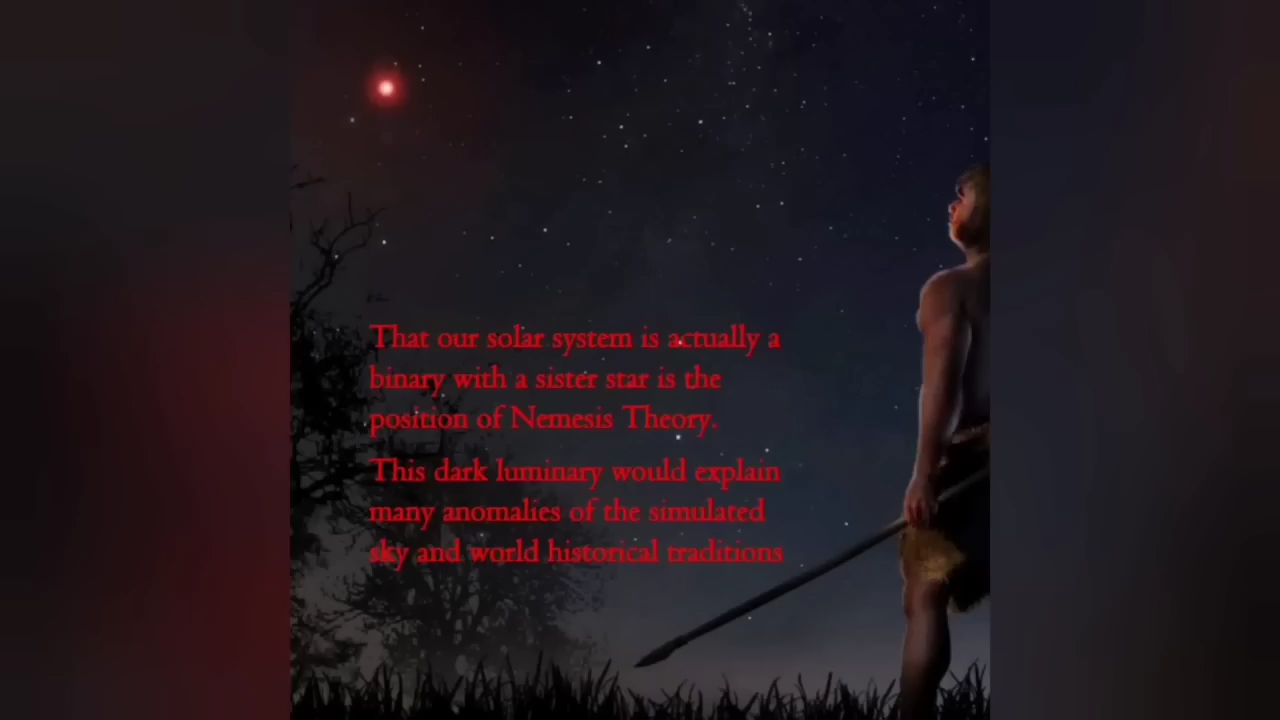 That our solar system is actually a
binary with a sister star is the
position of Nemesis Theory.
This dark luminary would explain
many anomalies of the simulated
sky and world historical traditions